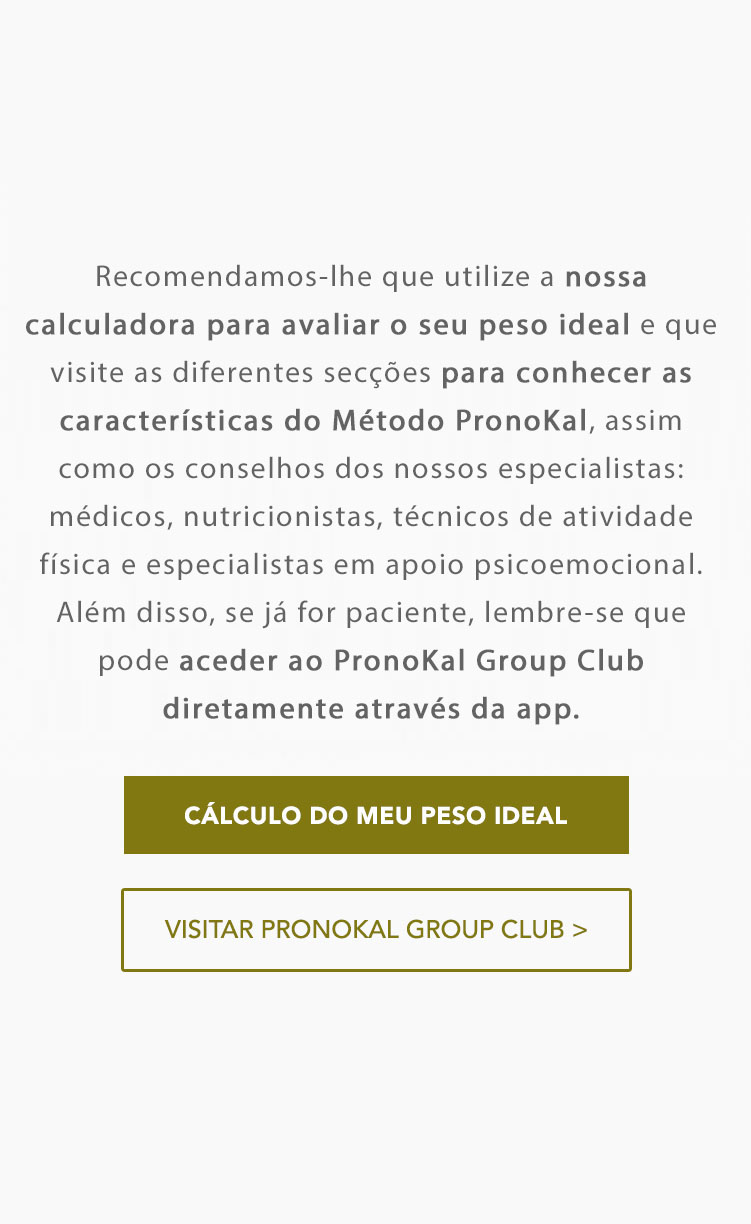 Recomendamos-lhe que utilize a nossa
calculadora para avaliar o seu peso ideal e que
visite as diferentes secções para conhecer as
características do Método PronoKal, assim
como os conselhos dos nossos especialistas:
médicos, nutricionistas, técnicos de atividade
física e especialistas em apoio psicoemocional.
Além disso, se já for paciente, lembre-se que
pode aceder ao PronoKal Group Club
diretamente através da app.
CÁLCULO DO MEU PESO IDEAL
VISITAR PRONOKAL GROUP CLUB >